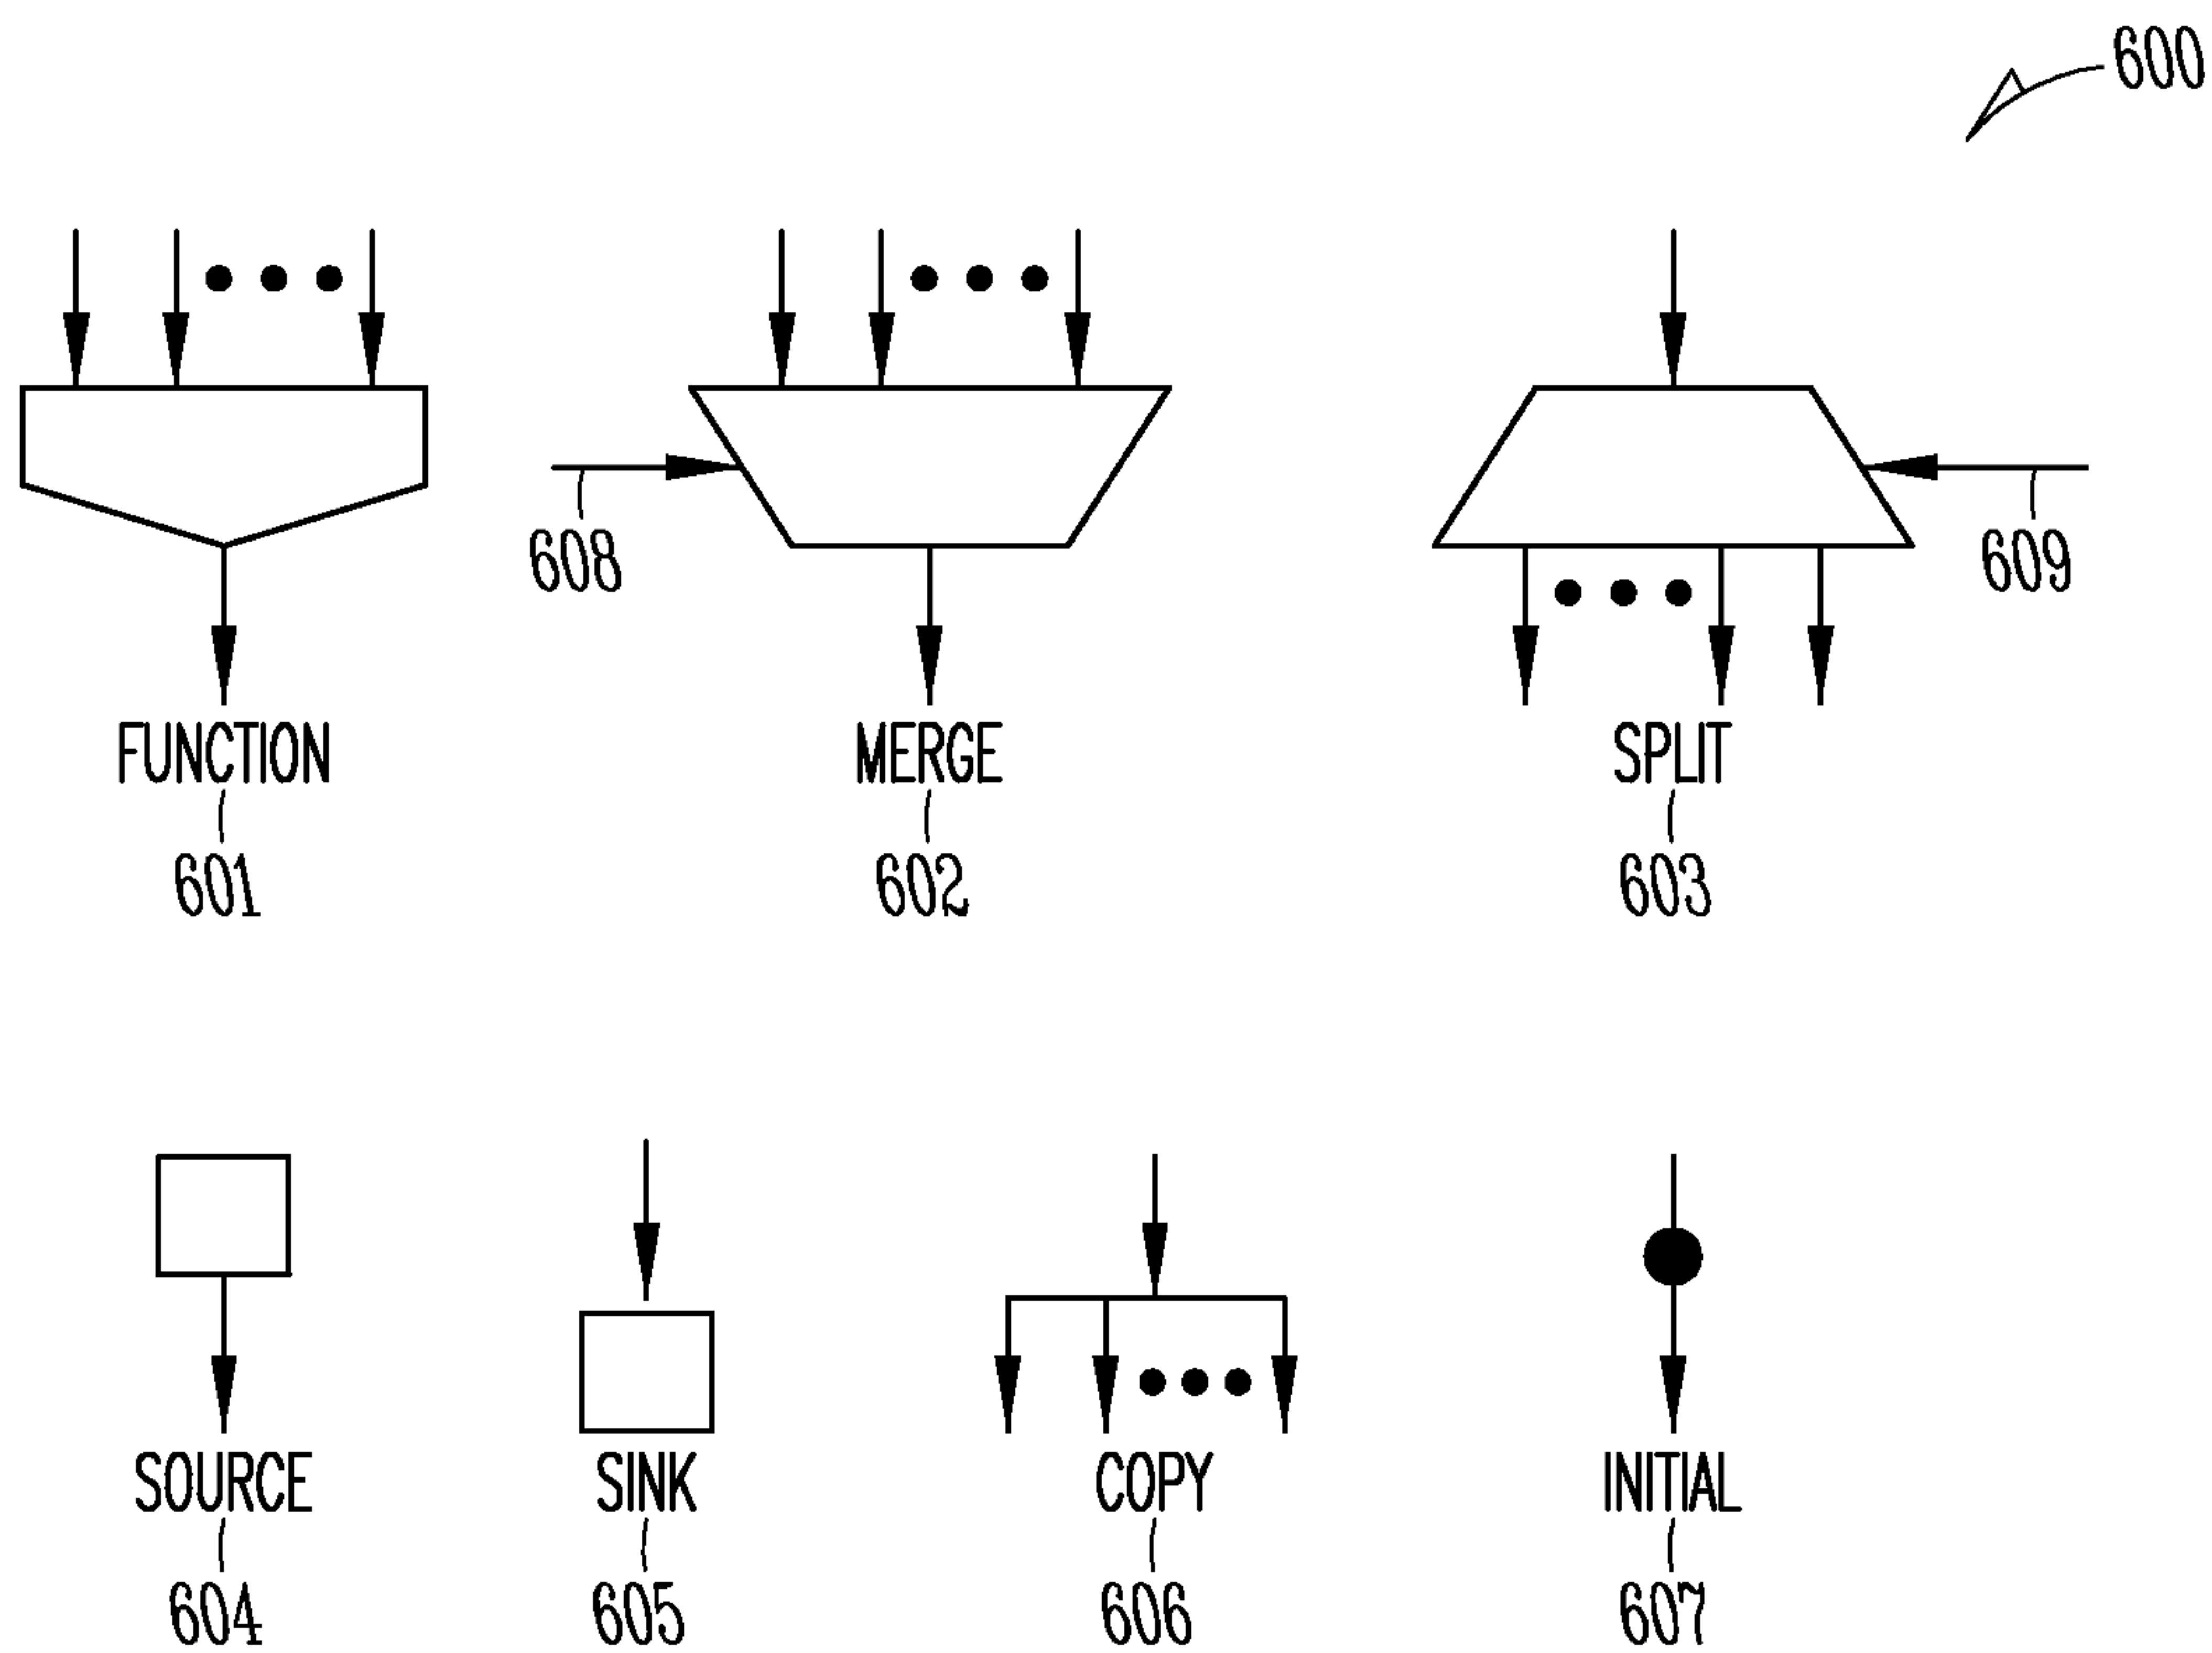 600
608
609
FUNCTION
MERGE
SPLIT
601
602
603
SOURCE
SINK
COPY
INITIAL
604
605
606
607